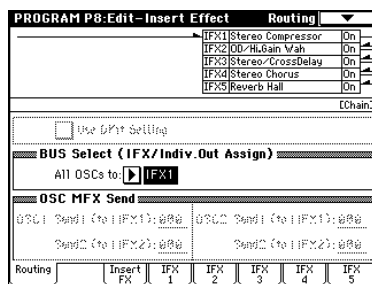 PROGRAM P8:Edit-Insert Effect Routing
IFX1 Stereo Compressor On
IFX2 OD/Hi.Gain Wah On
IFX3 Stereo/CrossDelay On
IFX4 Stereo Chorus On
IFX5 Reverb Hall On
[Chain]
Use DKit Setting
BUS Select (IFX/Indiv.Out Assign)
All OSCs to: IFX1
OSC MFX Send
OSC1 Send1 (to MFX1): 000 OSC2 Send1 (to MFX1): 000
Send2 (to MFX2): 000 Send2 (to MFX2): 000
Routing Insert FX IFX 1 IFX 2 IFX 3 IFX 4 IFX 5